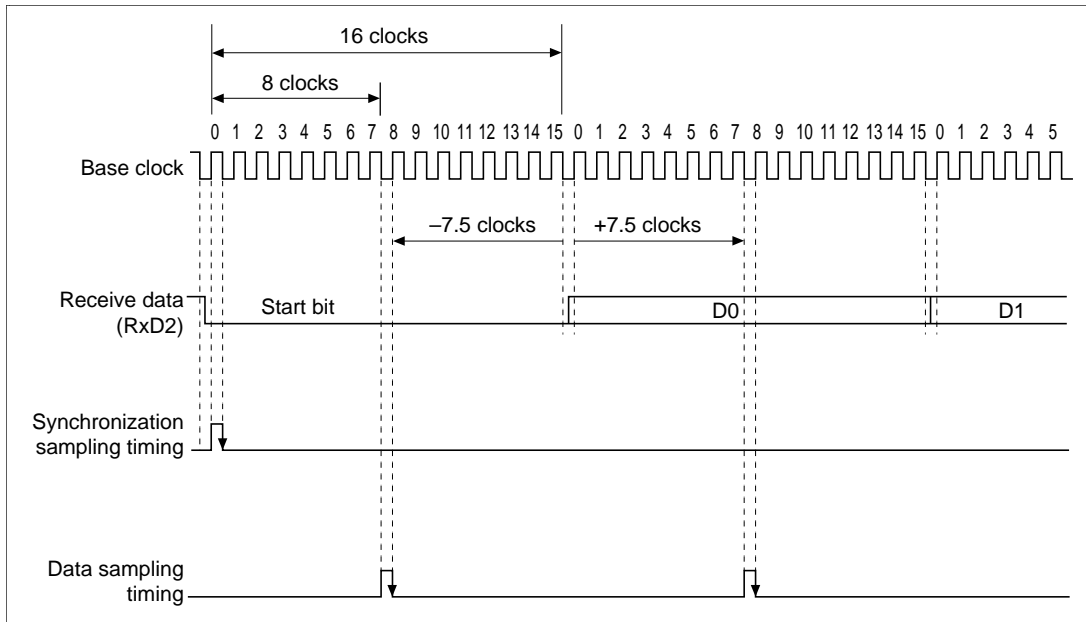 16 clocks
8 clocks
0 1 2 3 4 5 6 7 8 9 10 11 12 13 14 15 0 1 2 3 4 5 6 7 8 9 10 11 12 13 14 15 0 1 2 3 4 5
Base clock
–7.5 clocks +7.5 clocks
Receive data
(RxD2)
Start bit D0 D1
Synchronization
sampling timing
Data sampling
timing